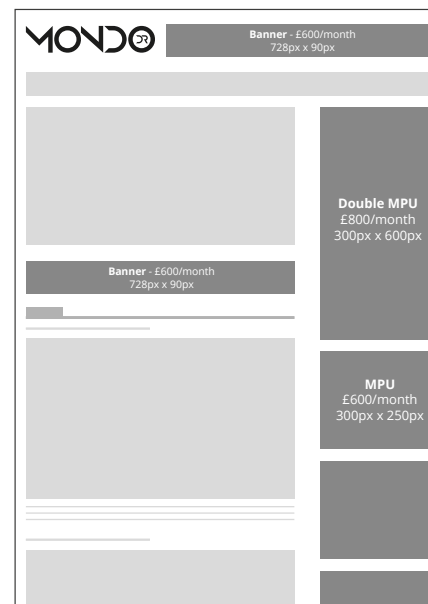 MONDO DR
Banner - £600/month
728px x 90px
Double MPU
£800/month
300px x 600px
Banner - £600/month
728px x 90px
MPU
£600/month
300px x 250px